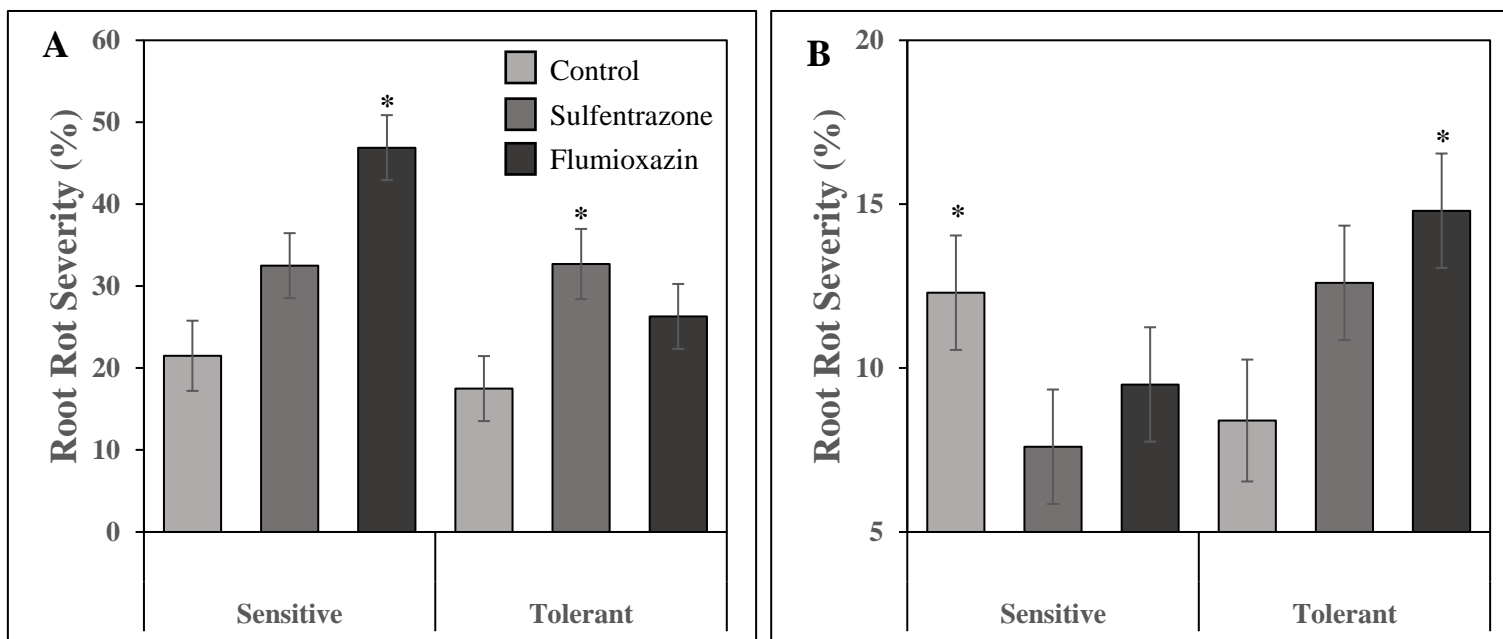 A
Root Rot Severity (%)
60
50
40
30
20
10
0
Control
Sulfentrazone
Flumioxazin
*
*
Sensitive
Tolerant
B
Root Rot Severity (%)
20
15
10
5
*
*
Sensitive
Tolerant